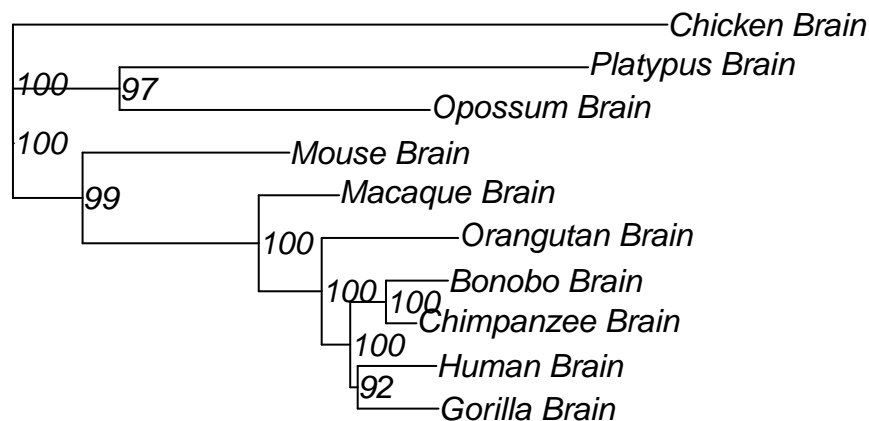 Chicken Brain
Platypus Brain
100
97
Opossum Brain
100
Mouse Brain
Macaque Brain
99
Orangutan Brain
100
Bonobo Brain
100
100
Chimpanzee Brain
100
Human Brain
92
Gorilla Brain